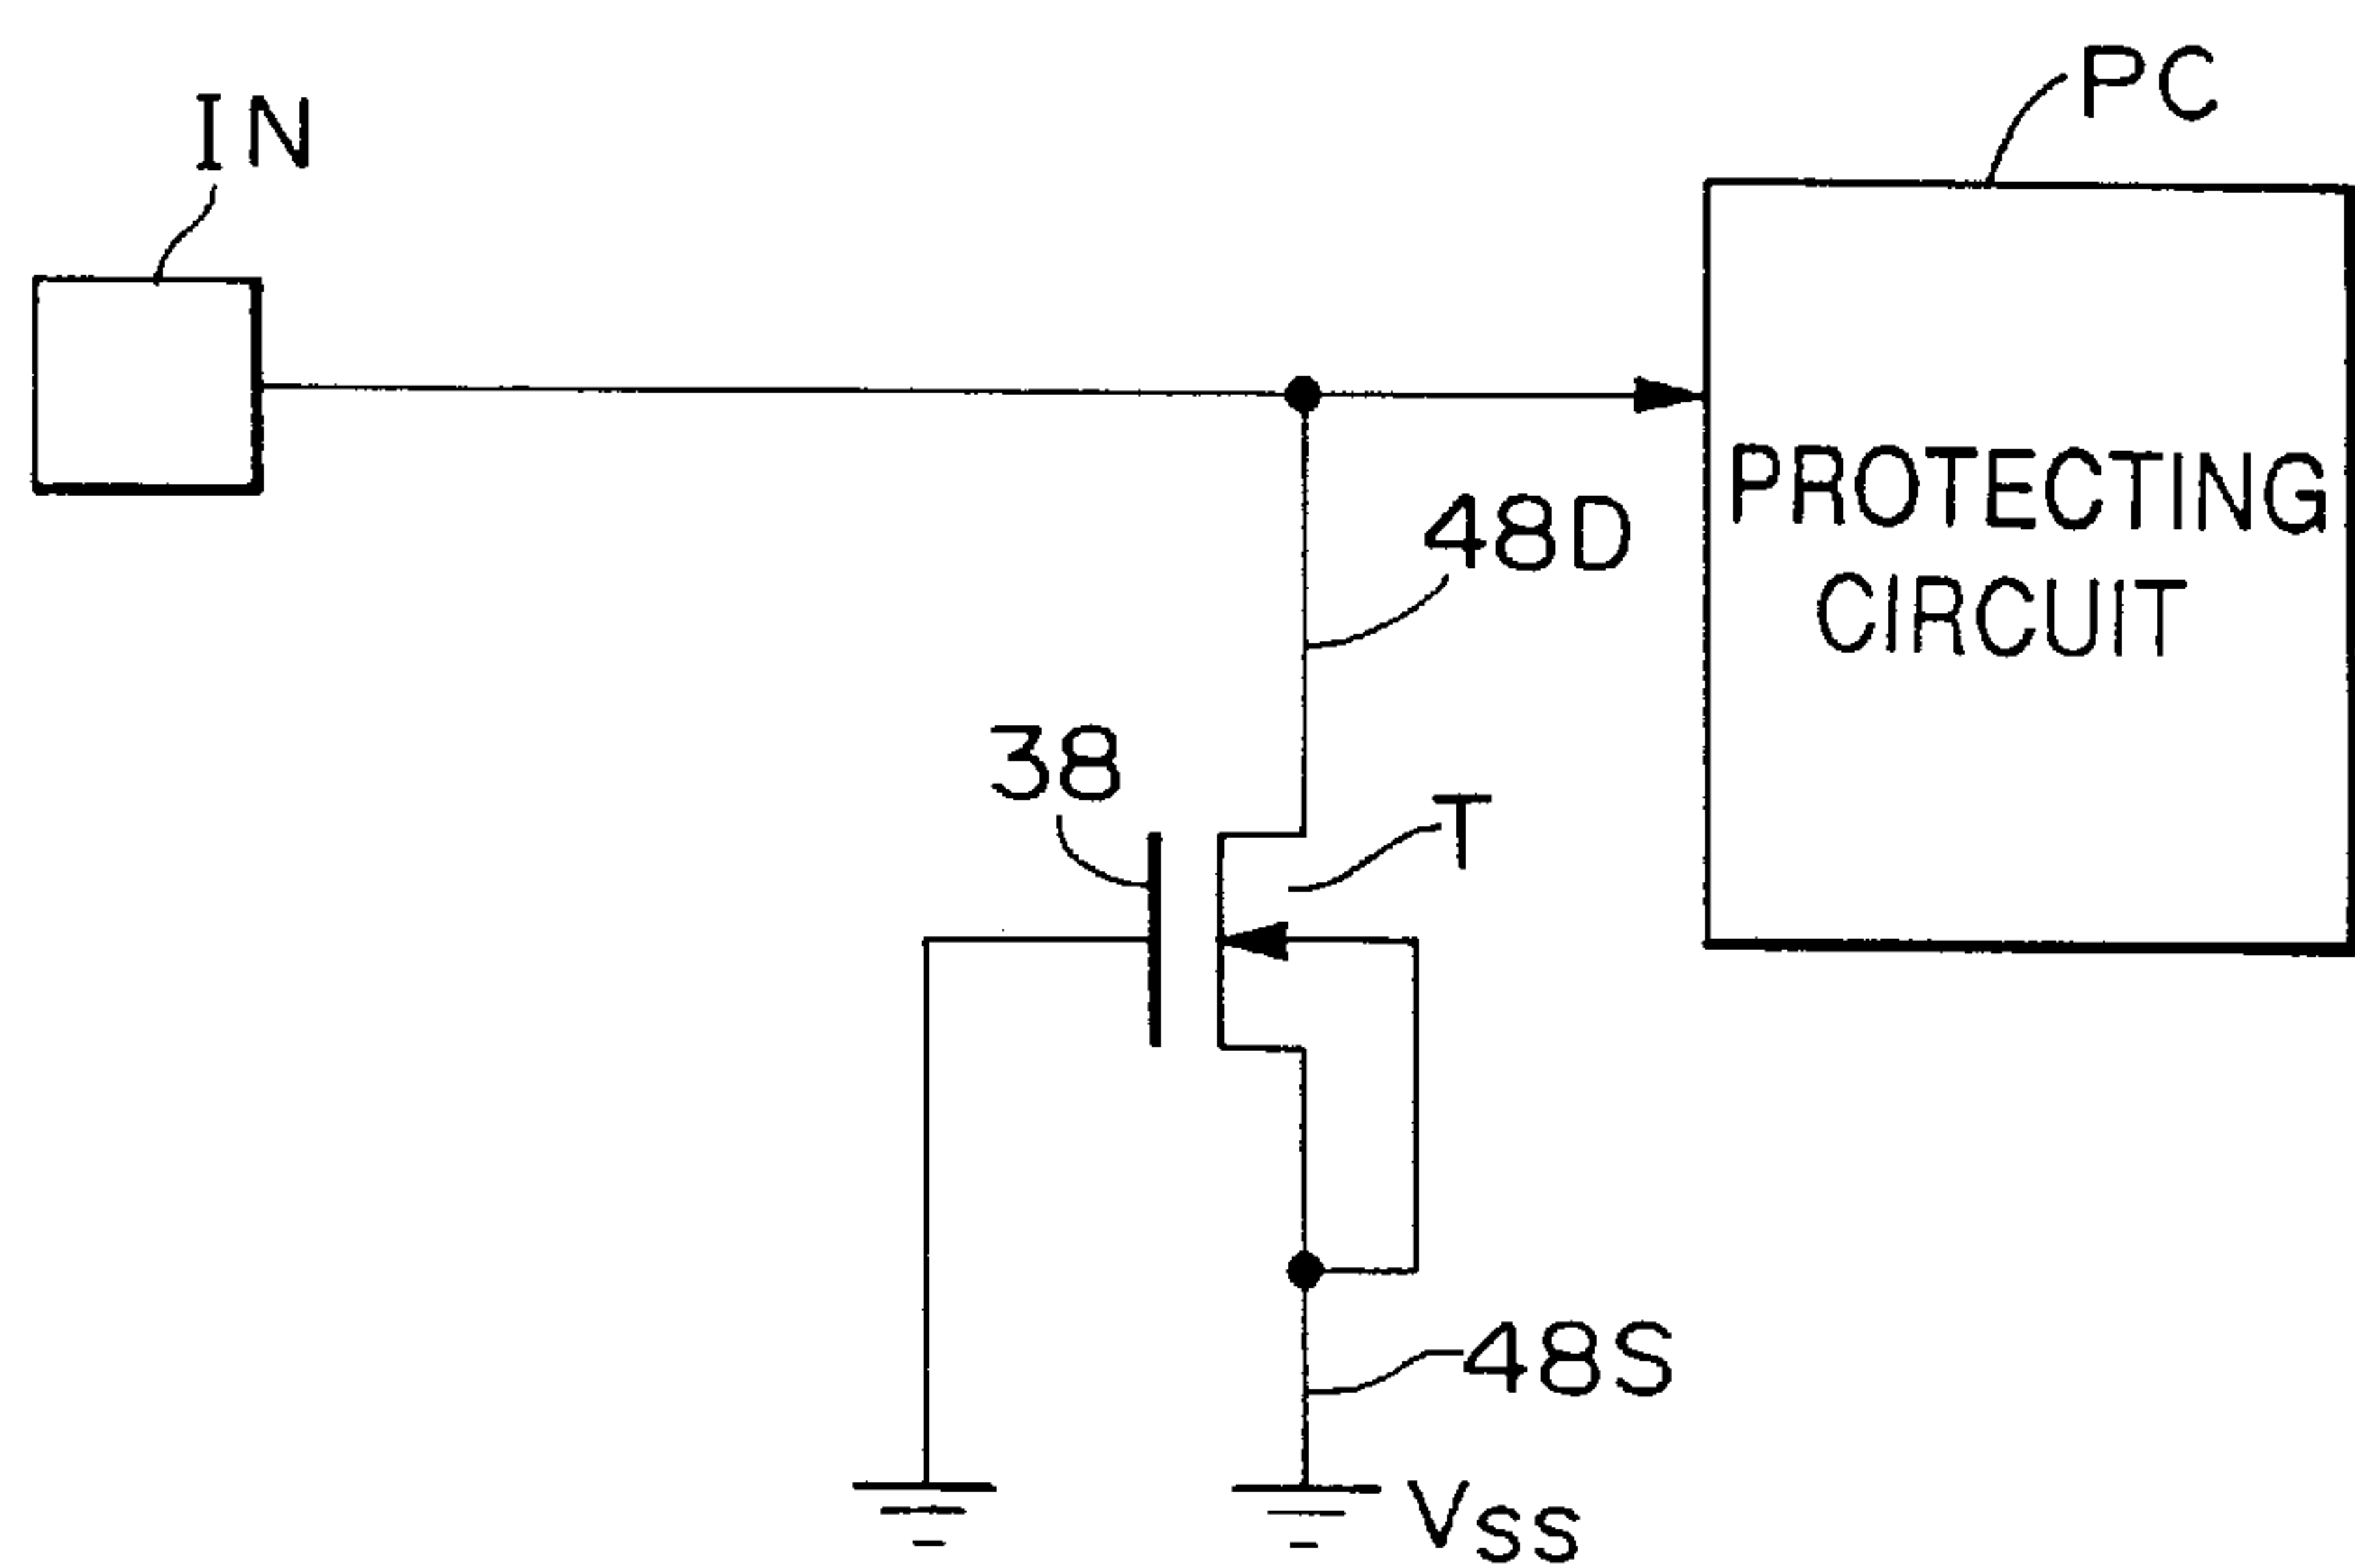 IN
PC
PROTECTING
CIRCUIT
48D
38
T
48S
VSS